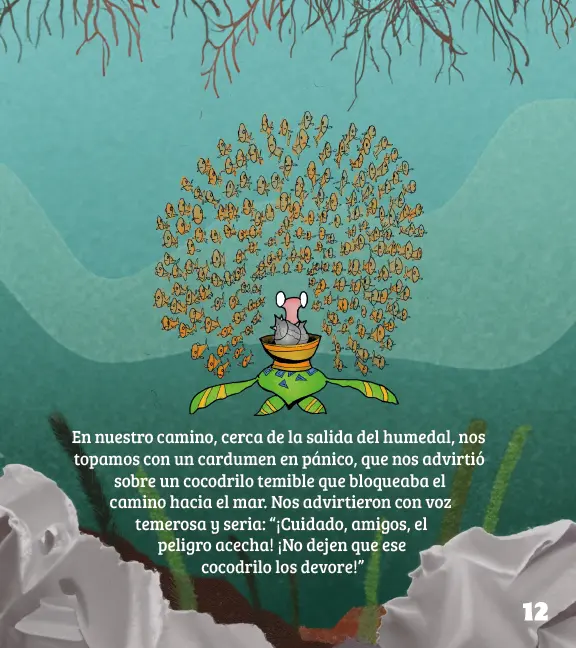 En nuestro camino, cerca de la salida del humedal, nos
topamos con un cardumen en pánico, que nos advirtió
sobre un cocodrilo temible que bloqueaba el
camino hacia el mar. Nos advirtieron con voz
temerosa y seria: “¡Cuidado, amigos, el
peligro acecha! ¡No dejen que ese
cocodrilo los devore!”
12